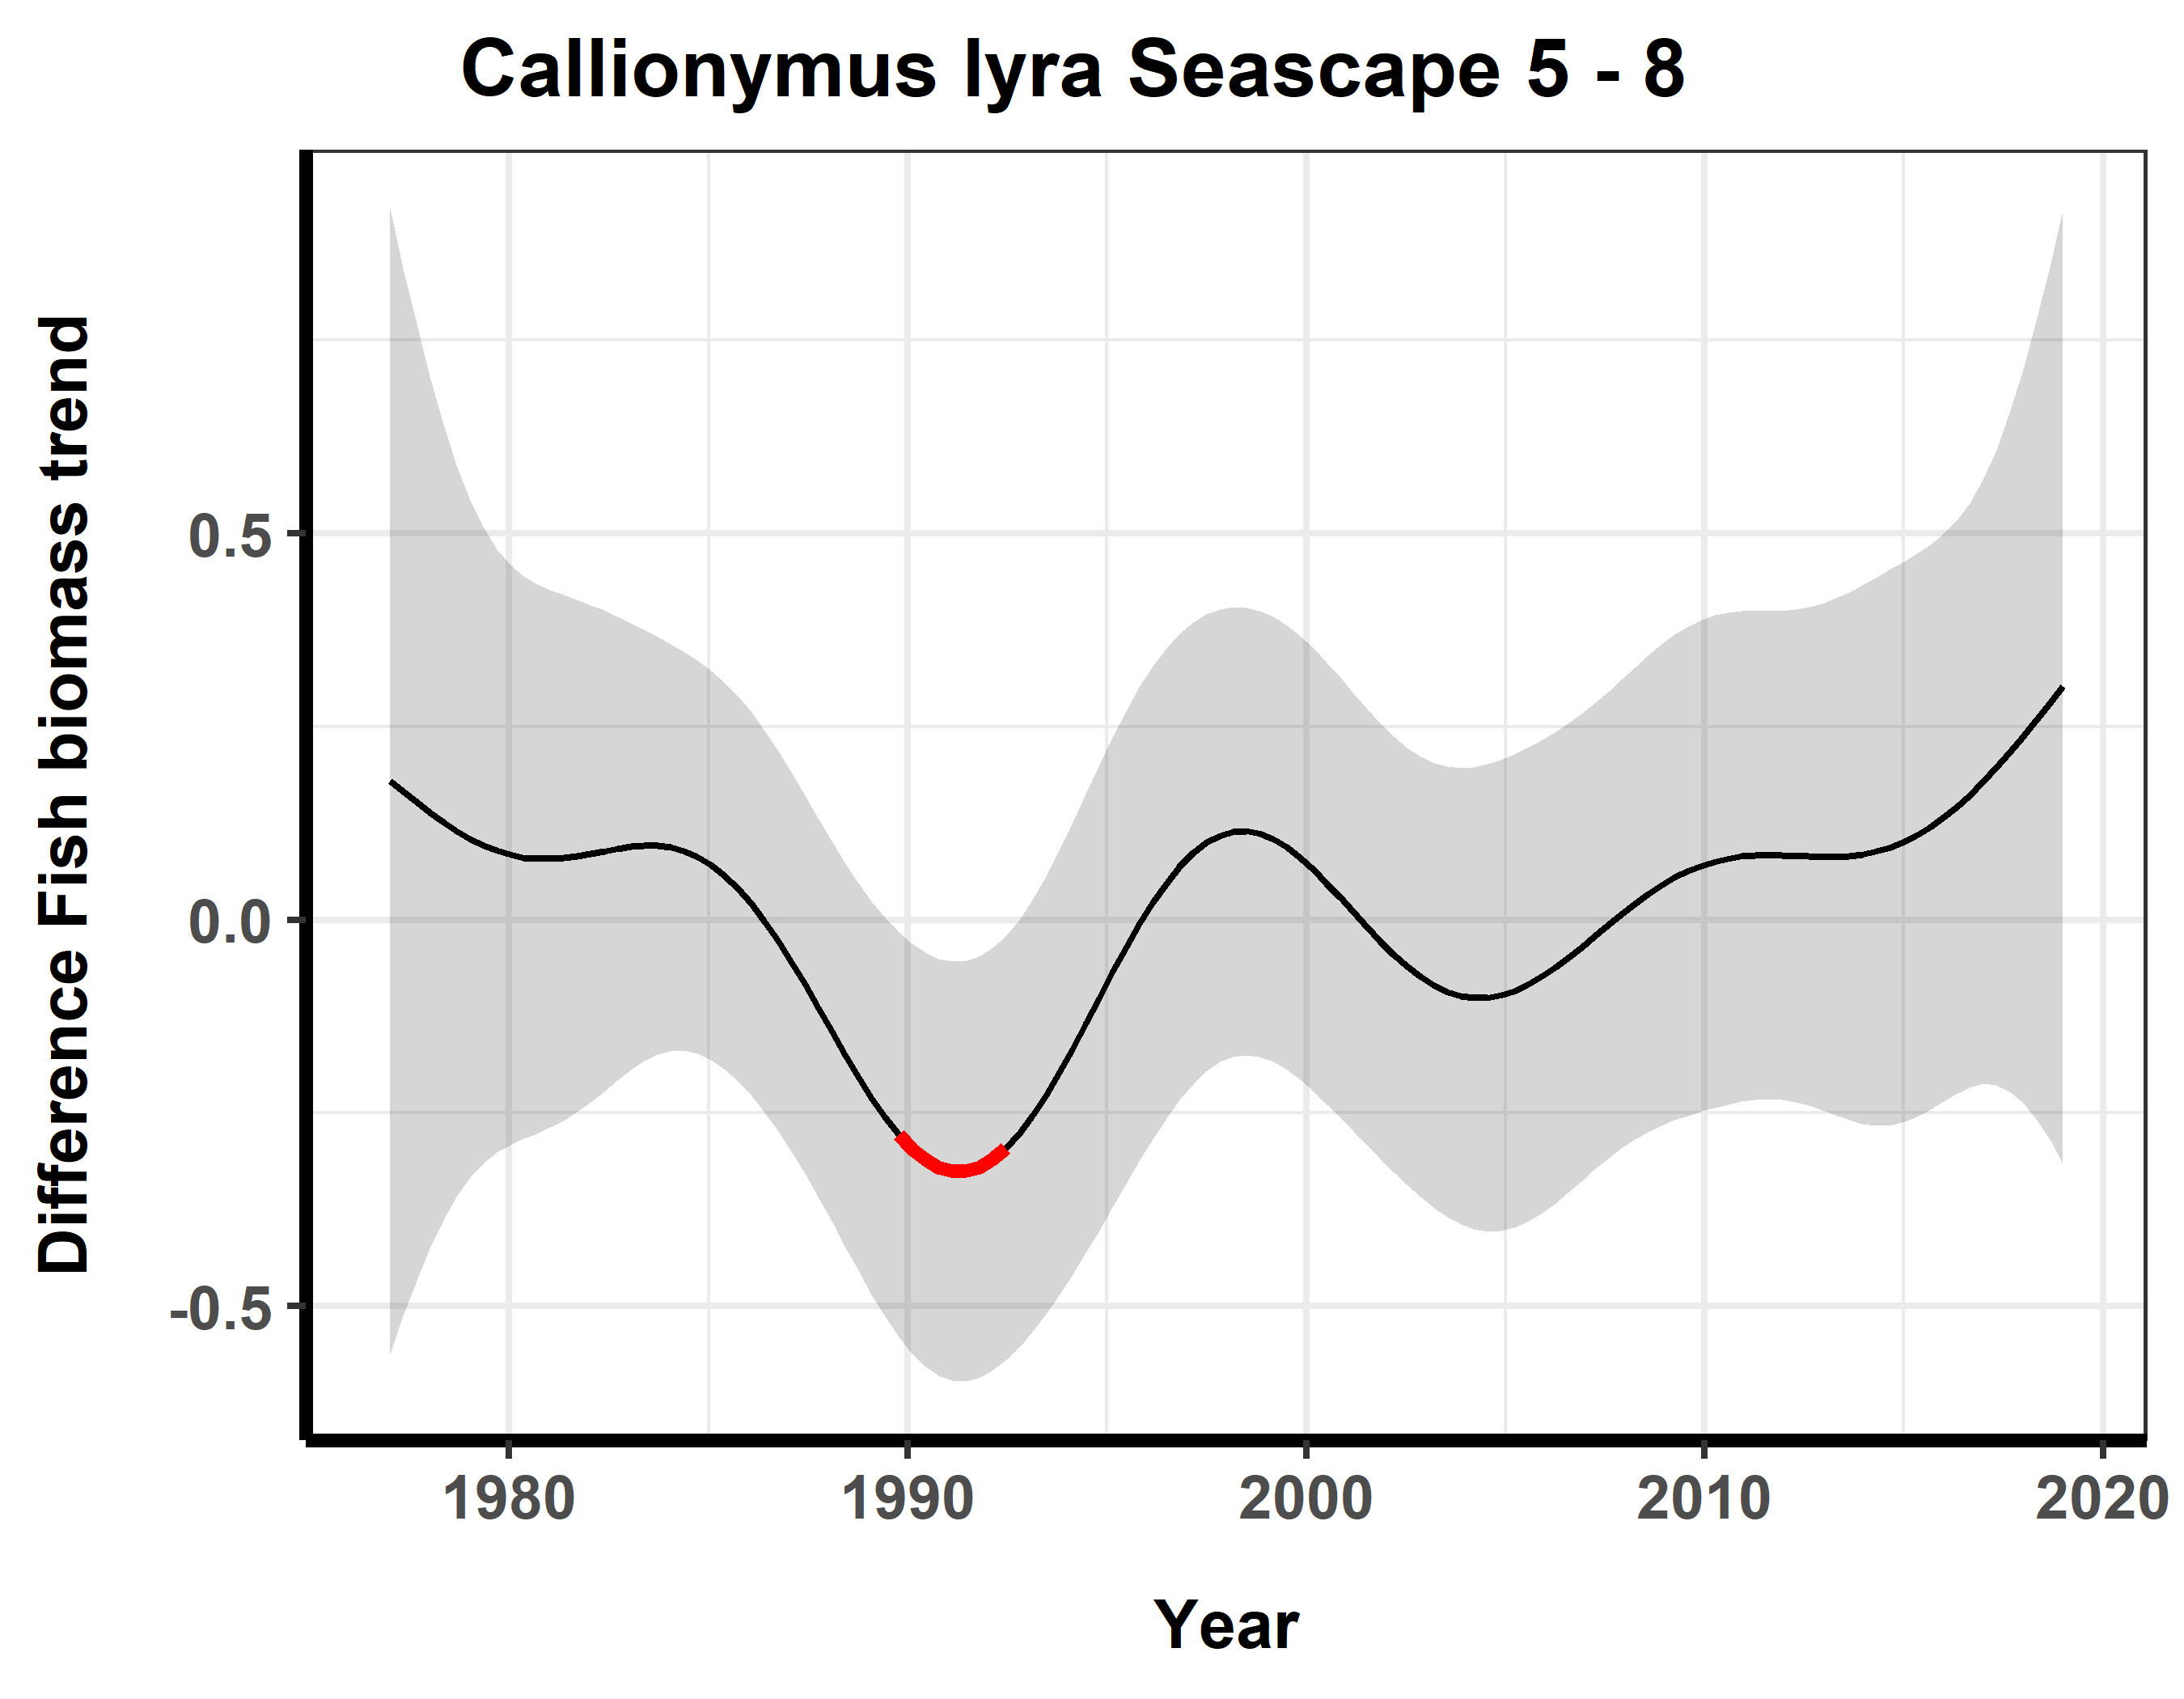 Callionymus lyra Seascape 5 - 8
Difference Fish biomass trend
0.5
0.0
-0.5
1980 1990 2000 2010 2020
Year